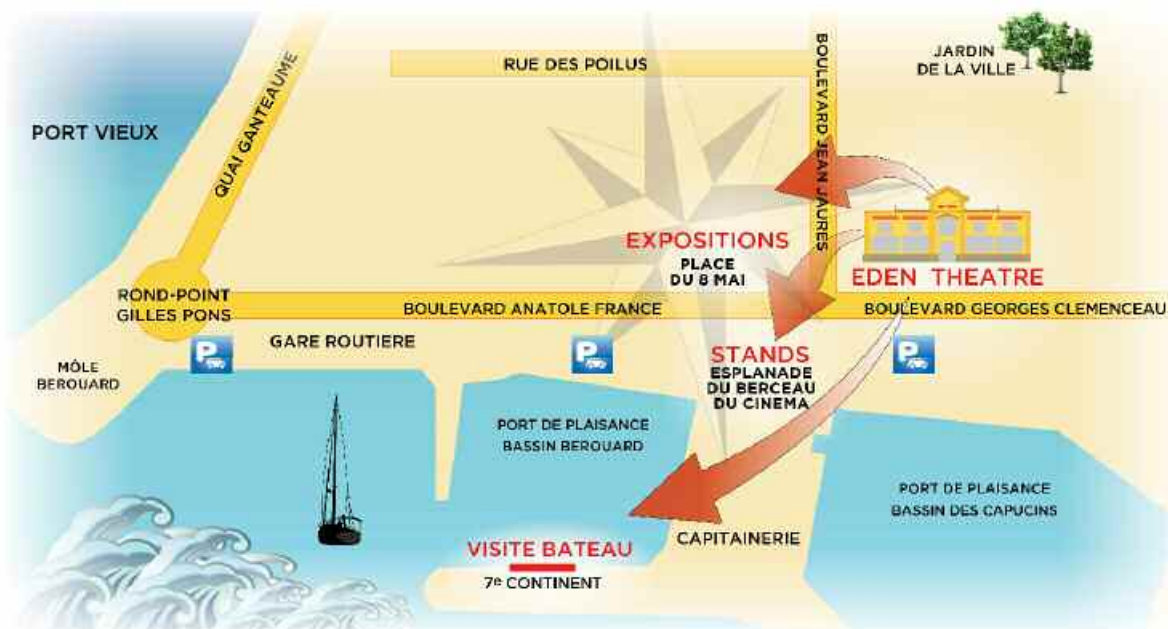 RUE DES POILUS
BOULEVARD JEAN JAURES
JARDIN
DE LA VILLE
PORT VIEUX
QUAI GANTEAUME
EXPOSITIONS
PLACE
DU 8 MAI
EDEN THEATRE
ROND-POINT
GILLES PONS
BOULEVARD ANATOLE FRANCE
BOULEVARD GEORGES CLEMENCEAU
GARE ROUTIERE
P
P
P
MÔLE
BEROUARD
STANDS
ESPLANADE
DU BERCEAU
DU CINEMA
PORT DE PLAISANCE
BASSIN BEROUARD
PORT DE PLAISANCE
BASSIN DES CAPUCINS
CAPITAINERIE
VISITE BATEAU
7e CONTINENT